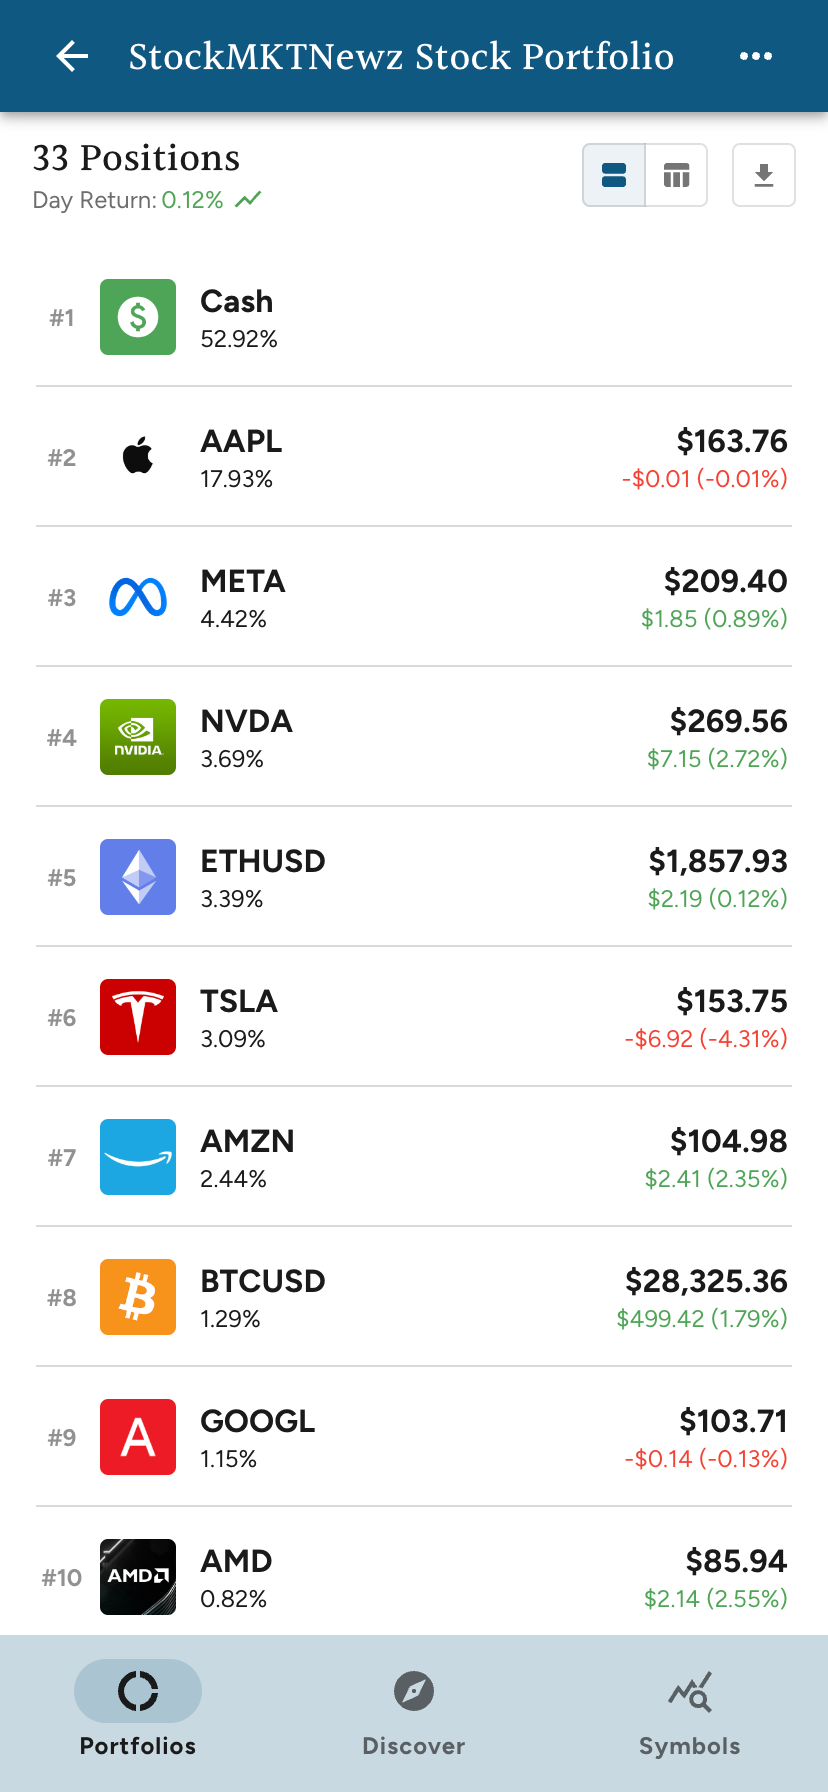 StockMKTNewz Stock Portfolio
33 Positions
Day Return: 0.12%
#1
Cash
52.92%
#2
AAPL
17.93%
$163.76
-$0.01 (-0.01%)
#3
META
4.42%
$209.40
$1.85 (0.89%)
#4
NVIDIA
NVDA
3.69%
$269.56
$7.15 (2.72%)
#5
ETHUSD
3.39%
$1,857.93
$2.19 (0.12%)
#6
TSLA
3.09%
$153.75
-$6.92 (-4.31%)
#7
AMZN
2.44%
$104.98
$2.41 (2.35%)
#8
BTCUSD
1.29%
$28,325.36
$499.42 (1.79%)
#9
A
GOOGL
1.15%
$103.71
-$0.14 (-0.13%)
#10
AMD
AMD
0.82%
$85.94
$2.14 (2.55%)
Portfolios
Discover
Symbols